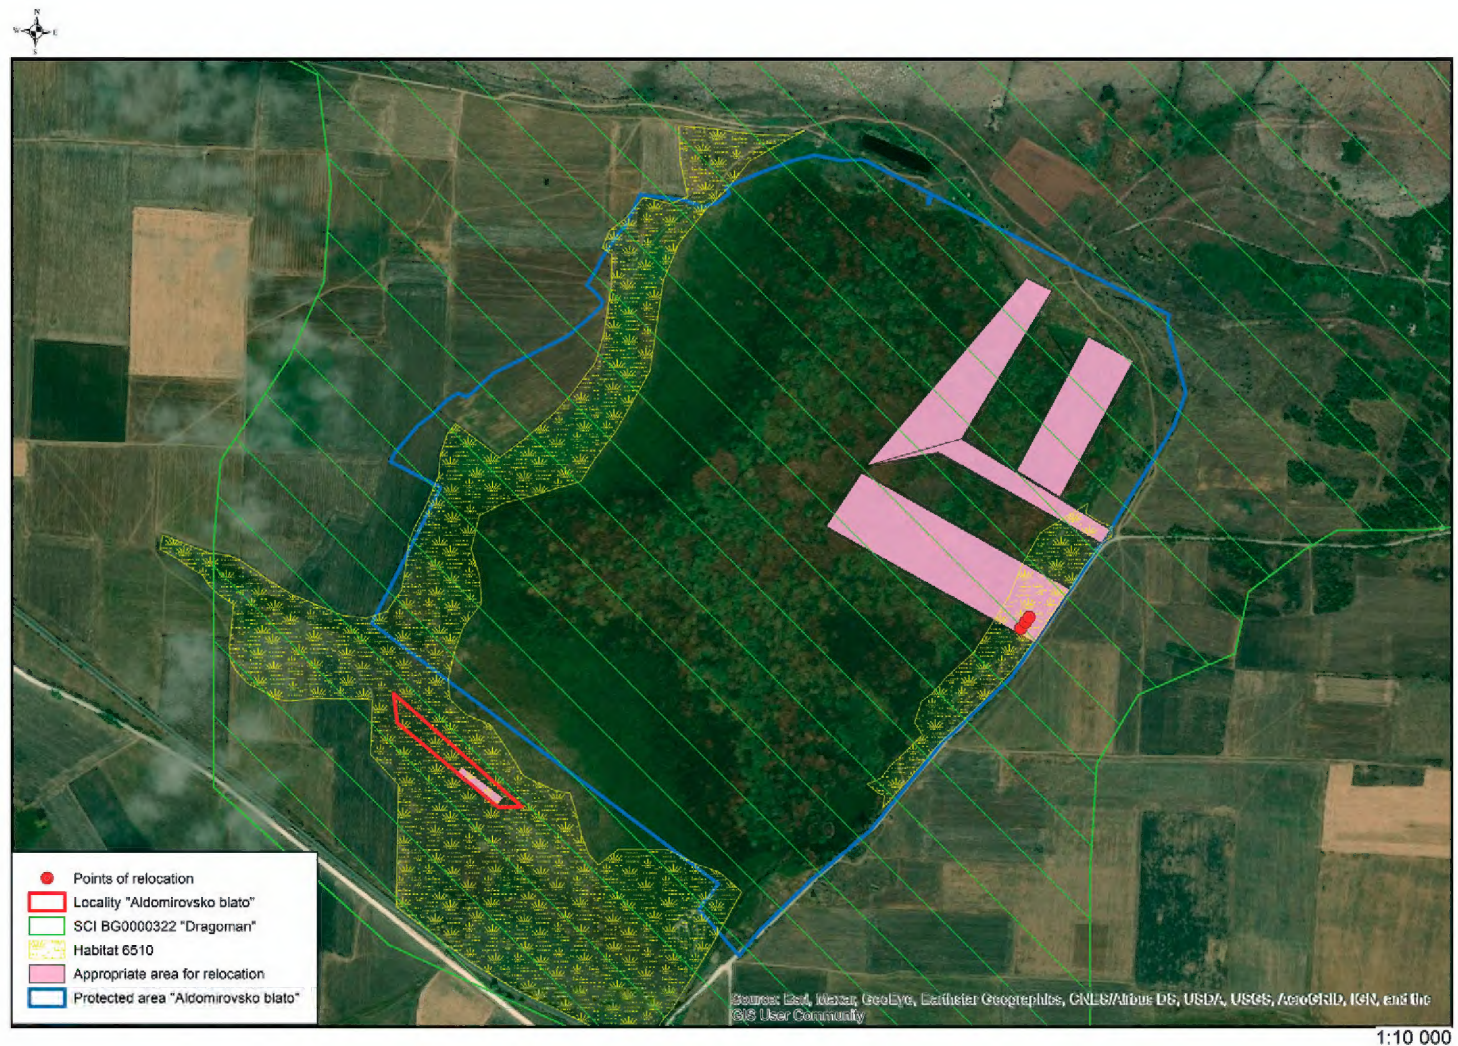 N
W E
S
Points of relocation
Locality "Aldomirovsko blato"
SCI BG0000322 "Dragoman"
Habitat 6510
Appropriate area for relocation
Protected area "Aldomirovsko blato"
Source: Esri, Maxar, GeoEye, Earthstar Geographics, CNES/Airbus DS, USDA, USGS, AeroGRID, IGN, and the
GIS User Community
1:10 000